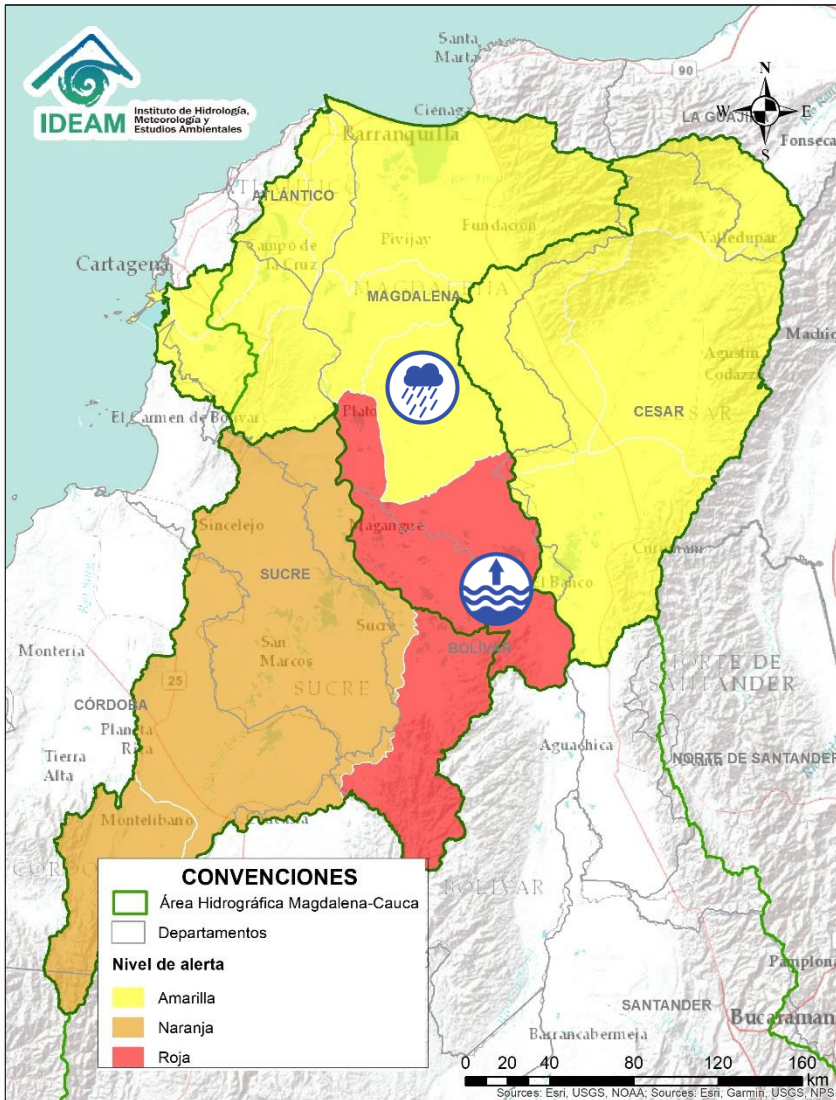 IDEAM
Instituto de Hidrología,
Meteorología y
Estudios Ambientales
Santa
Marta
90
N
W
E
S
Ciénaga
LA GUAJIRA
Barranquilla
Fonseca
ATLÁNTICO
Campo de
la Cruz
Pivijay
Fundación
Valledupar
Cartagena
MAGDALENA
MAGDALENA
Agustín
Codazzi
Plato
El Carmen de Bolívar
CESAR
Sincelejo
Magangué
SUCRE
El Banco
San
Marcos
Sucre
BOLÍVAR
Montería
SUCRE
25
NORTE DE
SANTANDER
CÓRDOBA
Planeta
Rica
Tierra
Alta
Aguachica
NORTE DE SANTANDER
Montelibano
BOLÍVAR
CONVENCIONES
Área Hidrográfica Magdalena-Cauca
Departamentos
Nivel de alerta
Amarilla
Naranja
Roja
Pamplona
SANTANDER
Bucaraman
Barrancabermeja
0 20 40 80 120 160
km
Sources: Esri, USGS, NOAA; Sources: Esri, Garmin, USGS, NPS